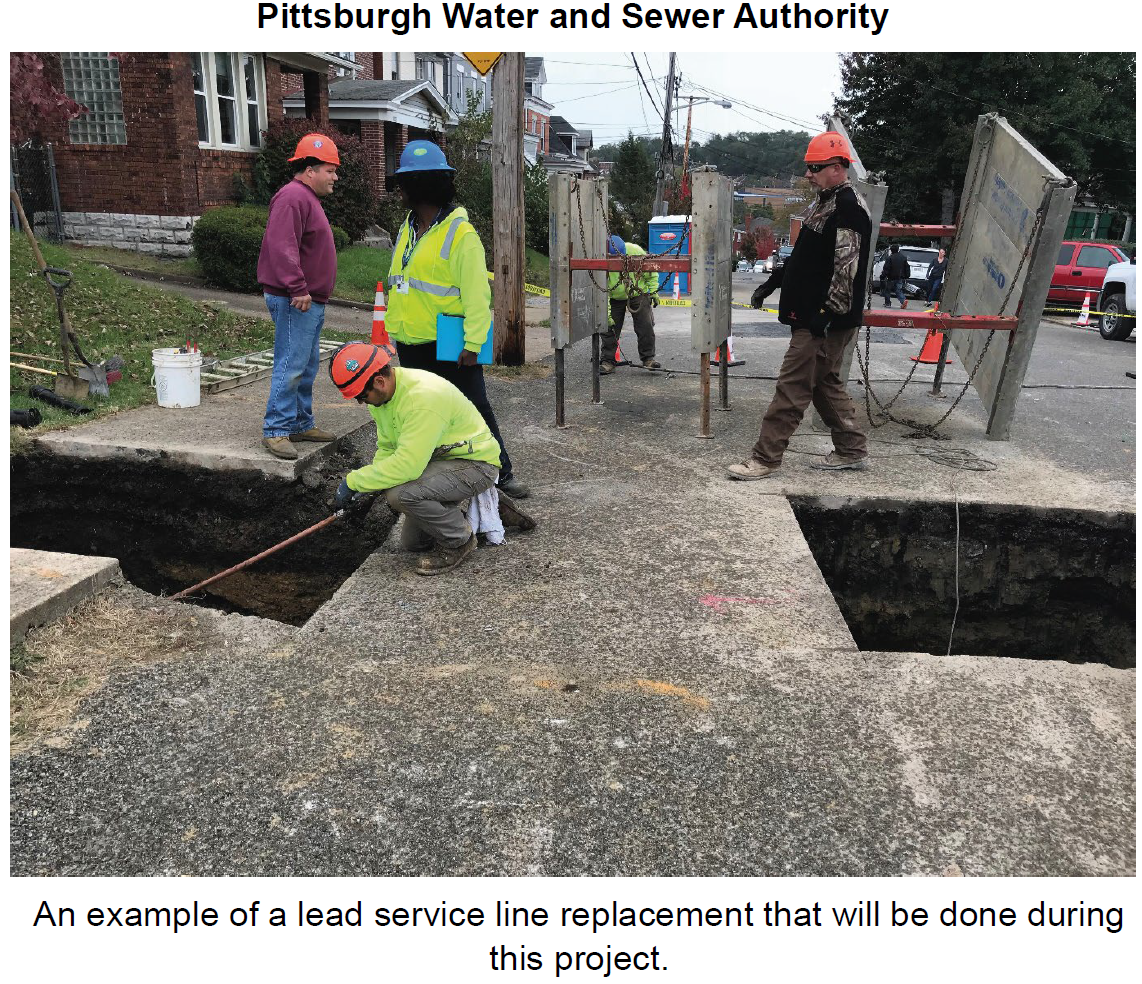 Pittsburgh Water and Sewer Authority
An example of a lead service line replacement that will be done during
this project.